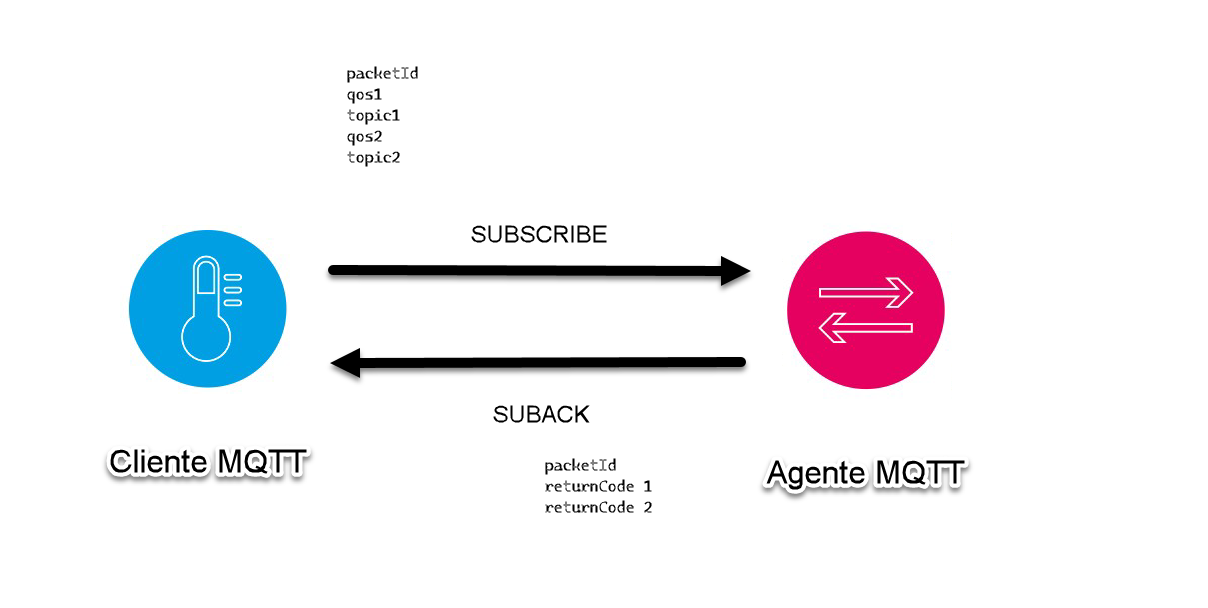 packetId
qos1
topic1
qos2
topic2
SUBSCRIBE
SUBACK
Cliente MQTT
packetId
returnCode 1
returnCode 2
Agente MQTT